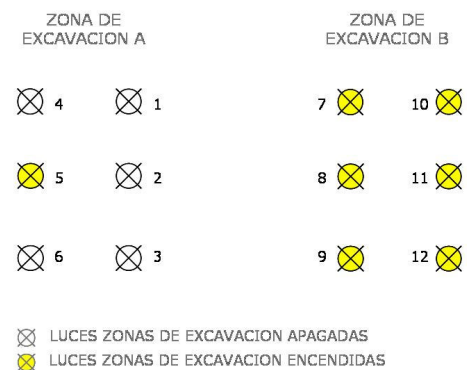 ZONA DE
EXCAVACION A
ZONA DE
EXCAVACION B
4 1 7 10
5 2 8 11
6 3 9 12
LUCES ZONAS DE EXCAVACION APAGADAS
LUCES ZONAS DE EXCAVACION ENCENDIDAS